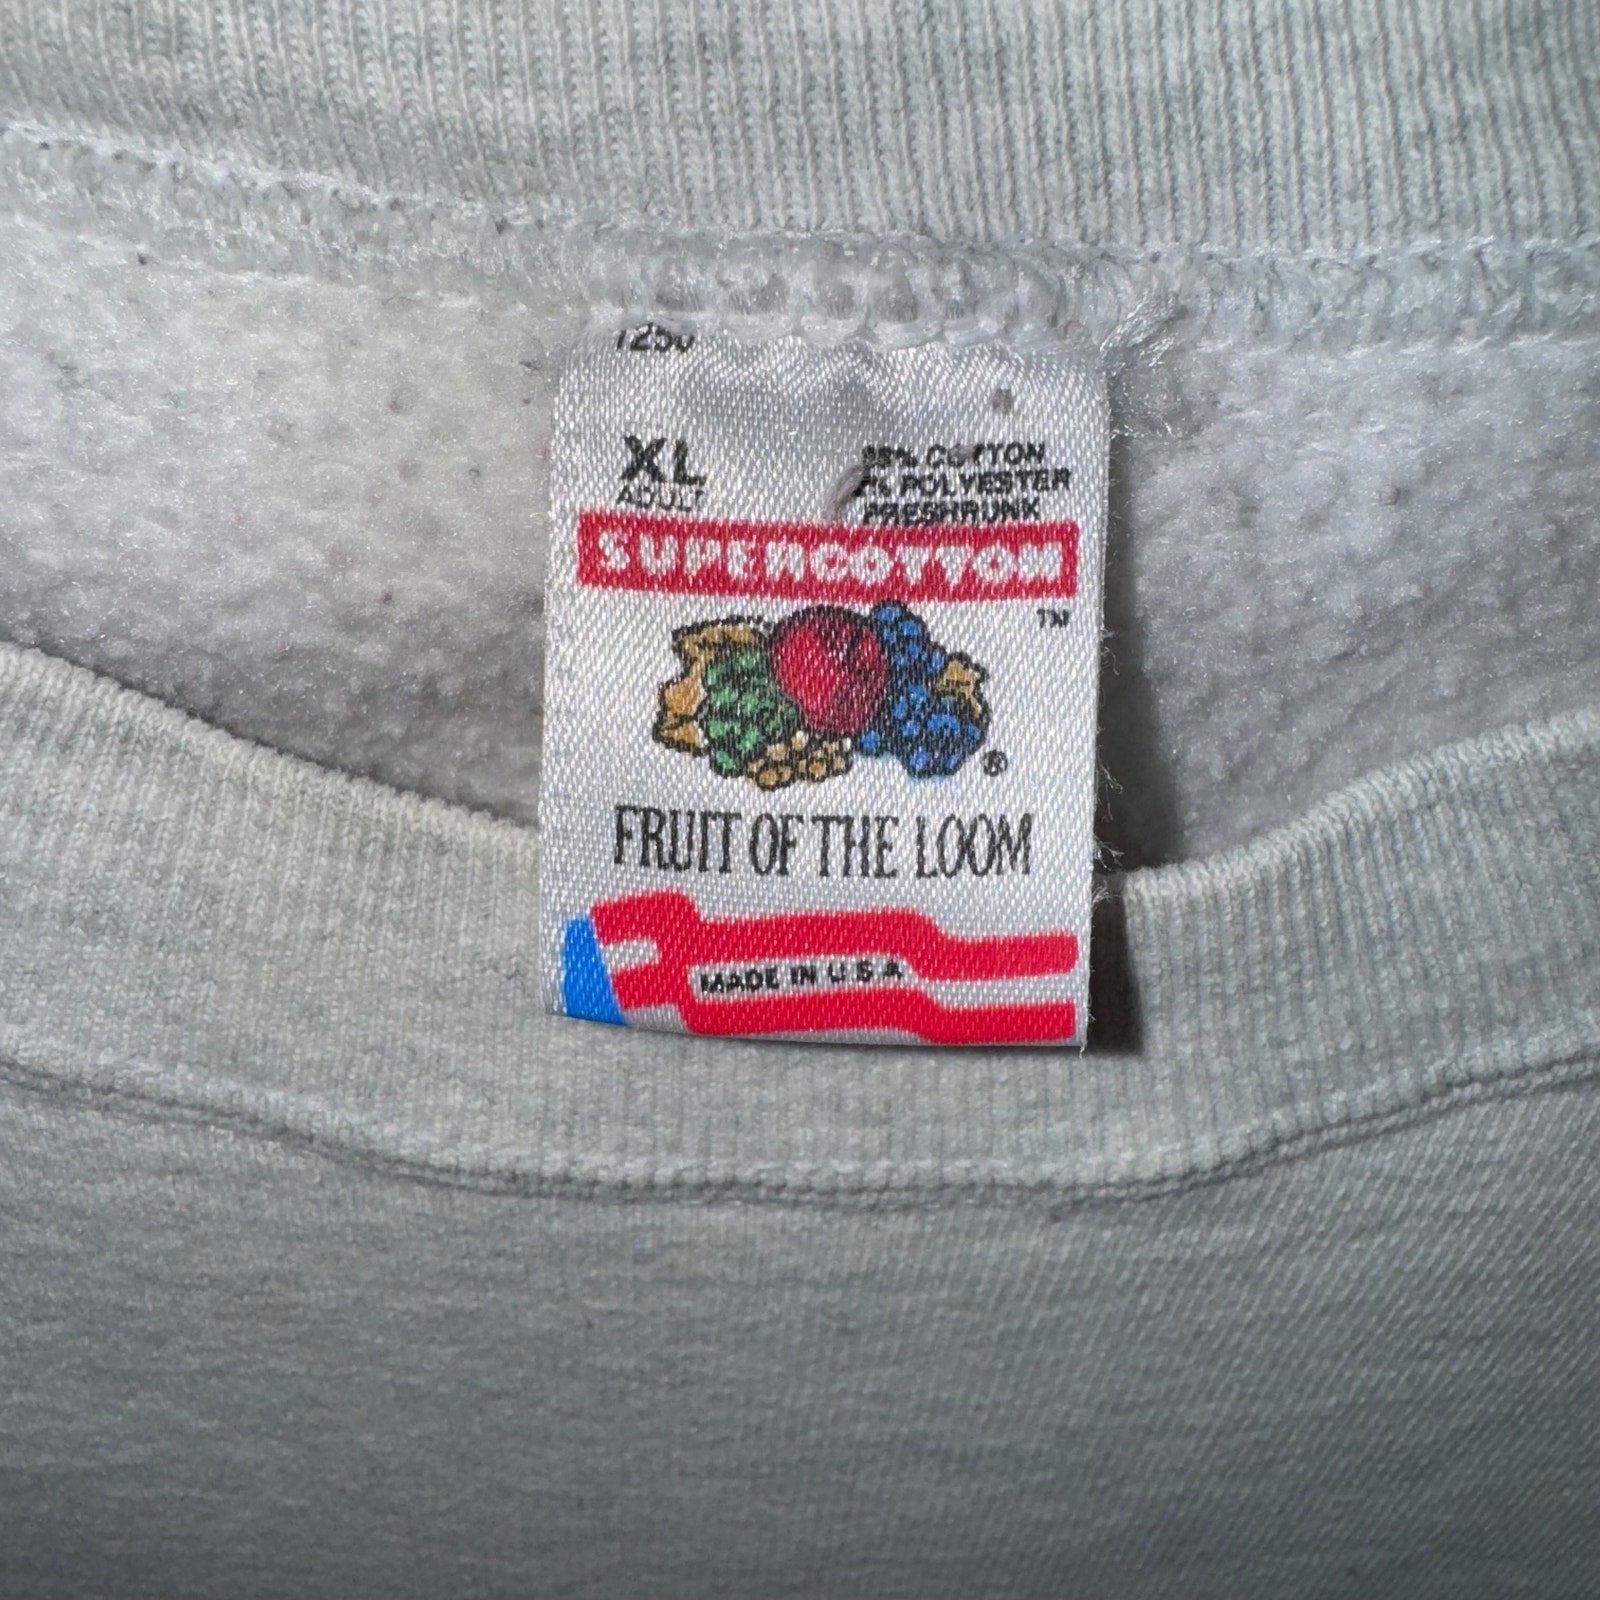 XL
ADULT
COTTON
POLYESTER
PRESHRUNK
SUPERCOTTON
TM
®
FRUIT OF THE LOOM
MADE IN U S A